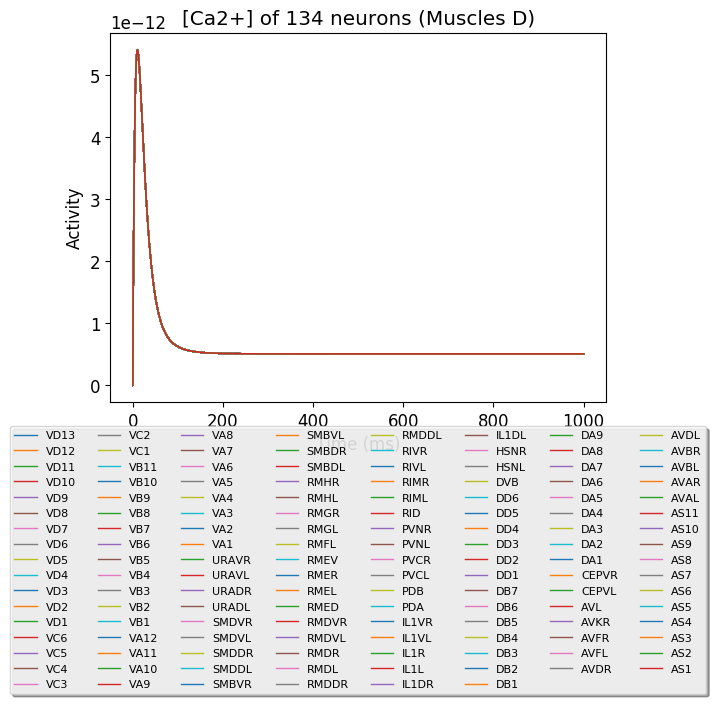 [Ca2+] of 134 neurons (Muscles D)
1e−12
5
4
3
2
1
0
Activity
0 200 400 600 800 1000
Time (ms)
VD13 VC2 VA8 SMBVL RMDDL IL1DL DA9 AVDL
VD12 VC1 VA7 SMBDR RIVR HSNR DA8 AVBR
VD11 VB11 VA6 SMBDL RIVL HSNL DA7 AVBL
VD10 VB10 VA5 RMHR RIMR DVB DA6 AVAR
VD9 VB9 VA4 RMHL RIML DD6 DA5 AVAL
VD8 VB8 VA3 RMGR RID DD5 DA4 AS11
VD7 VB7 VA2 RMGL PVNR DD4 DA3 AS10
VD6 VB6 VA1 RMFL PVNL DD3 DA2 AS9
VD5 VB5 URAVR RMEV PVCR DD2 DA1 AS8
VD4 VB4 URAVL RMER PVCL DD1 CEPVR AS7
VD3 VB3 URADR RMEL PDB DB7 CEPVL AS6
VD2 VB2 URADL RMED PDA DB6 AVL AS5
VD1 VB1 SMDVR RMDVR IL1VR DB5 AVKR AS4
VC6 VA12 SMDVL RMDVL IL1VL DB4 AVFR AS3
VC5 VA11 SMDDR RMDR IL1R DB3 AVFL AS2
VC4 VA10 SMDDL RMDL IL1L DB2 AVDR AS1
VC3 VA9 SMBVR RMDDR IL1DR DB1